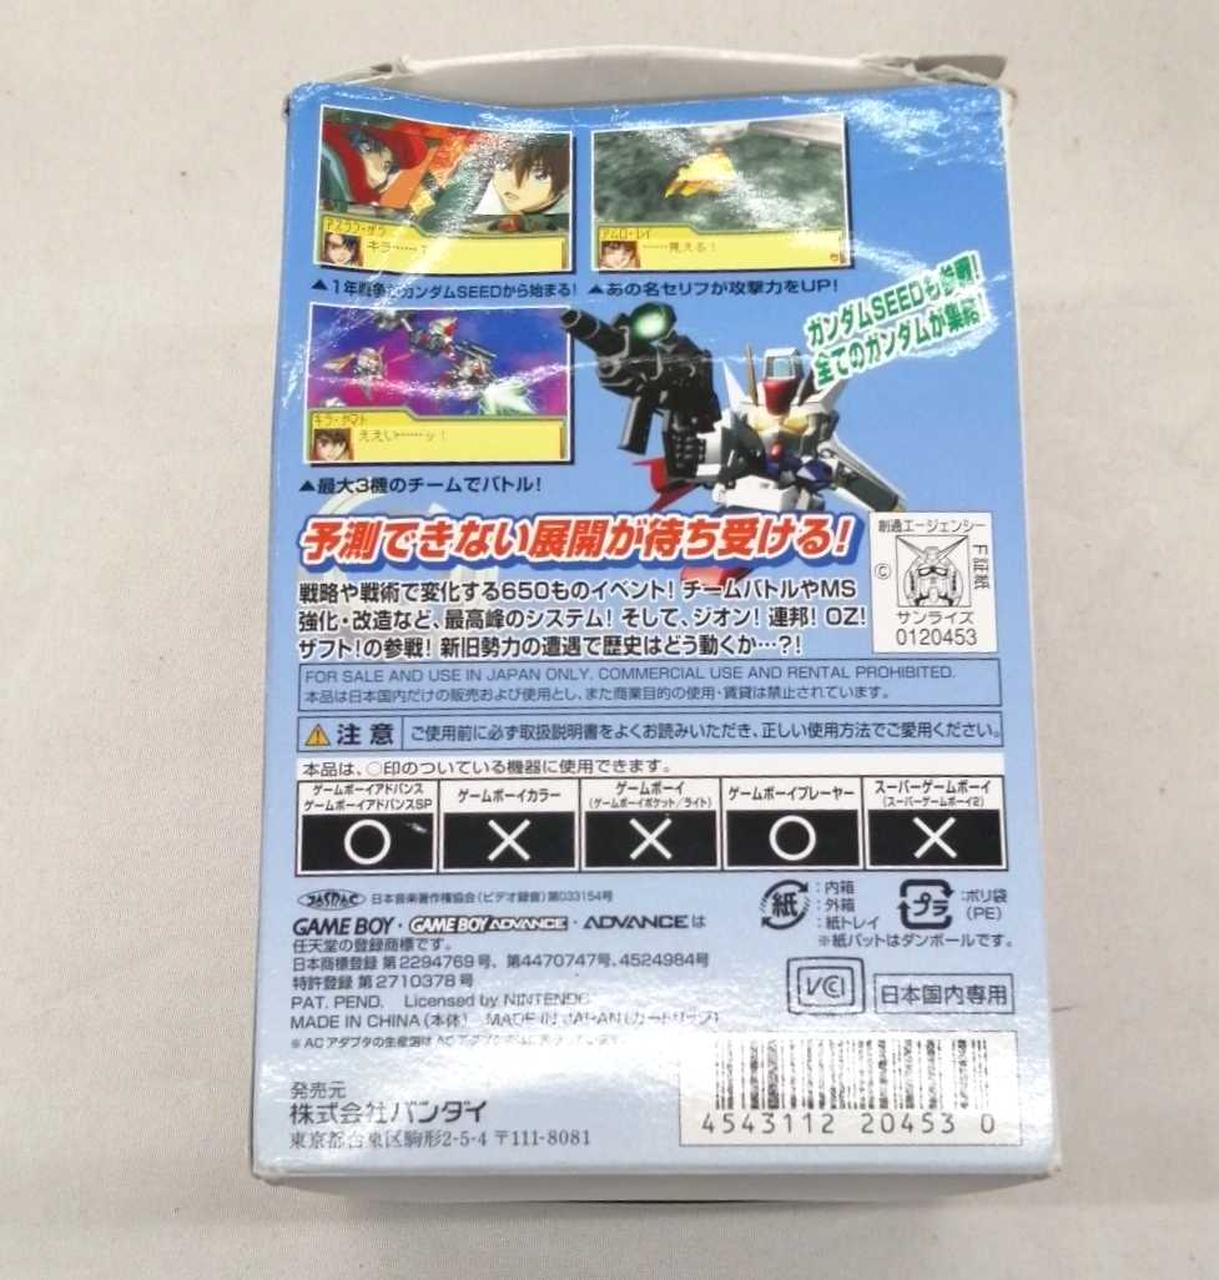 アスラン・ザラ
キラ……
アムロ・レイ
……見える！
▲1年戦争がガンダムSEEDから始まる！
▲あの名セリフが攻撃力をUP！
ガンダムSEEDも参戦！
全てのガンダムが集結！
キラ・ヤマト
ええい……ッ！
▲最大3機のチームでバトル！
予測できない展開が待ち受ける！
戦略や戦術で変化する650ものイベント！チームバトルやMS
強化・改造など、最高峰のシステム！そして、ジオン！連邦！OZ！
ザフト！の参戦！新旧勢力の遭遇で歴史はどう動くか…？！
創通エージェンシー
©
F証紙
サンライズ
0120453
FOR SALE AND USE IN JAPAN ONLY. COMMERCIAL USE AND RENTAL PROHIBITED.
本品は日本国内だけの販売および使用とし、また商業目的の使用・賃貸は禁止されています。
注意 ご使用前に必ず取扱説明書をよくお読みいただき、正しい使用方法でご愛用ください。
本品は、○印のついている機器に使用できます。
ゲームボーイアドバンス
ゲームボーイアドバンスSP
○
ゲームボーイカラー
×
ゲームボーイ
(ゲームボーイポケット/ライト)
×
ゲームボーイプレーヤー
○
スーパーゲームボーイ
(スーパーゲームボーイ2)
×
JASRAC 日本音楽著作権協会(ビデオ録音)第033154号
GAME BOY・GAME BOY ADVANCE・ADVANCEは
任天堂の登録商標です。
日本商標登録 第2294769号、第4470747号、4524984号
特許登録 第2710378号
PAT. PEND. Licensed by NINTENDO
MADE IN CHINA(本体) MADE IN JAPAN(カートリッジ)
※ACアダプタの生産国は
紙
：内箱
：外箱
：紙トレイ
プラ
：ポリ袋
(PE)
※紙パットはダンボールです。
VCCI
日本国内専用
発売元
株式会社バンダイ
東京都台東区駒形2-5-4 〒111-8081
4543112 20453 0